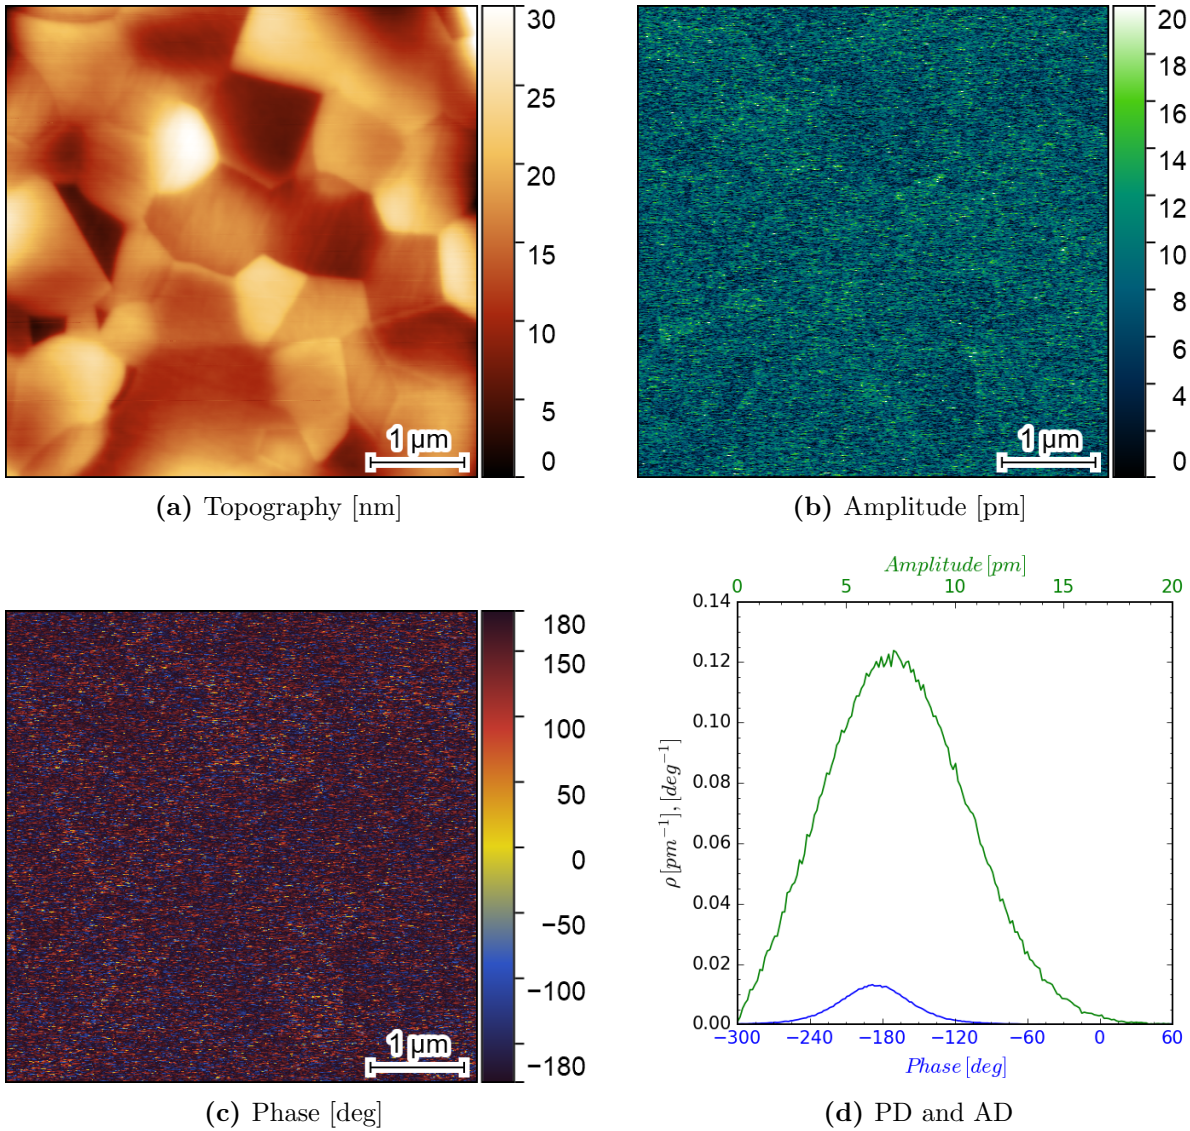 30
25
20
15
10
5
0
1 µm
(a) Topography [nm]
20
18
16
20
14
12
10
8
6
4
0
1 µm
(b) Amplitude [pm]
180
150
100
50
0
−50
−100
−180
1 µm
(c) Phase [deg]
Amplitude [pm]
0 5 10 15 20
0.14
0.12
0.10
0.08
0.06
0.04
0.02
0.00
ρ [pm⁻¹], [deg⁻¹]
−300 −240 −180 −120 −60 0 60
Phase [deg]
(d) PD and AD